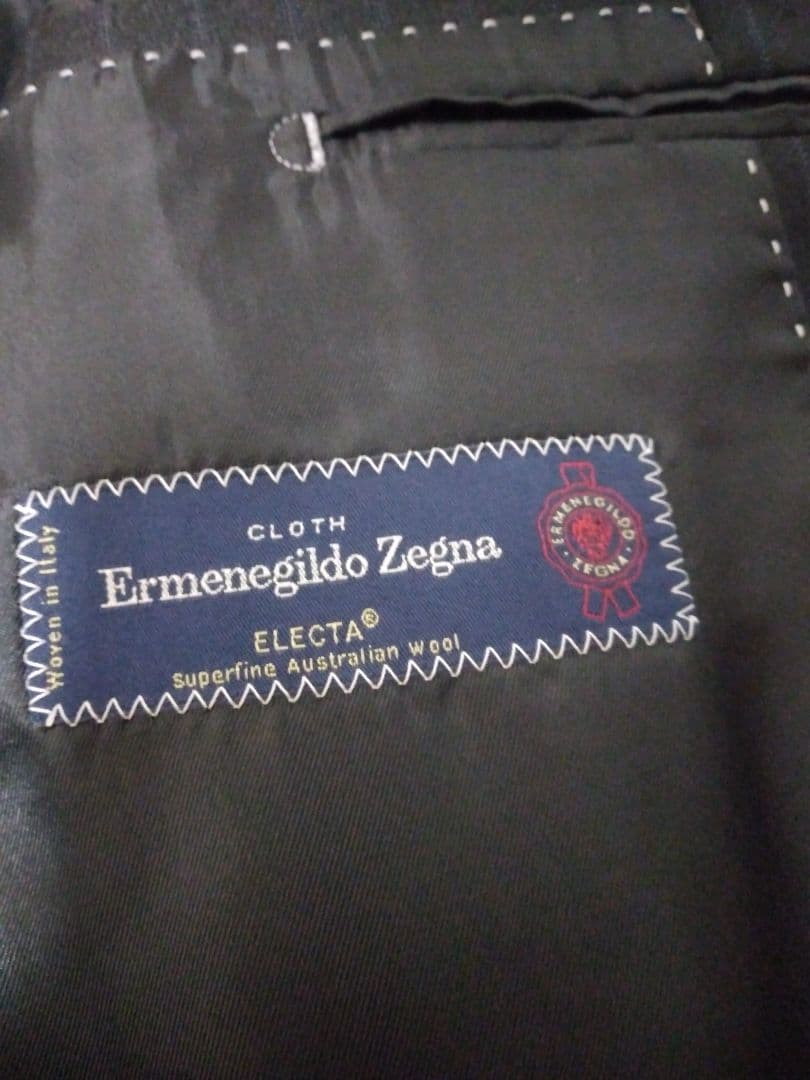 CLOTH
Ermenegildo Zegna
ELECTA®
Superfine Australian Wool
Woven in Italy
ERMENEGILDO
· ZEGNA ·